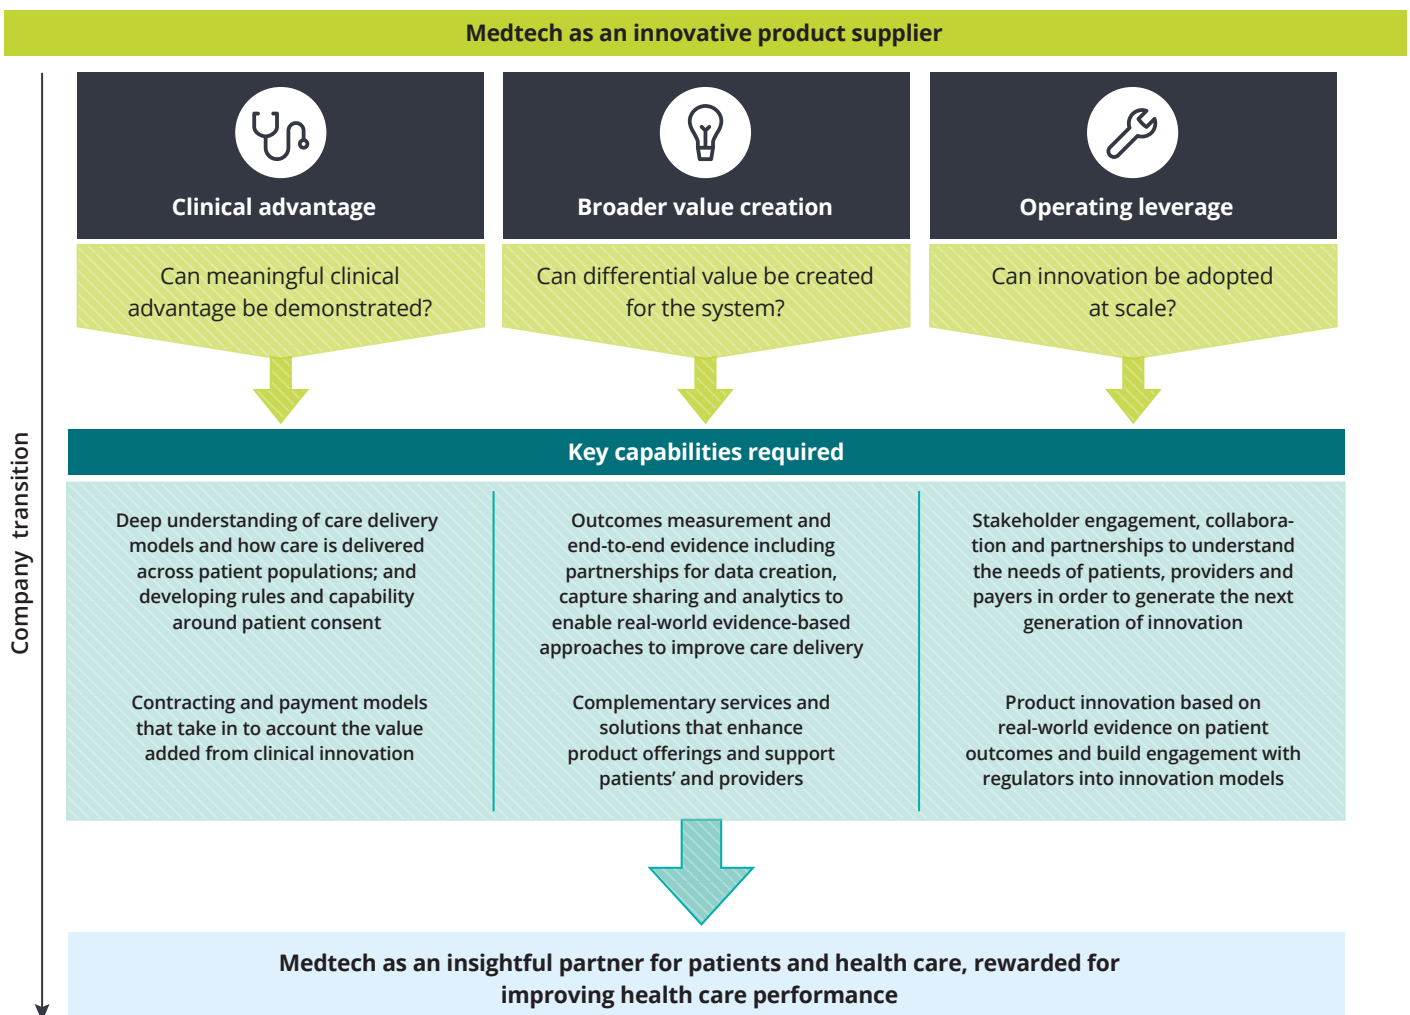 Medtech as an innovative product supplier
Clinical advantage
Broader value creation
Operating leverage
Can meaningful clinical
advantage be demonstrated?
Can differential value be created
for the system?
Can innovation be adopted
at scale?
Company transition
Key capabilities required
Deep understanding of care delivery
models and how care is delivered
across patient populations; and
developing rules and capability
around patient consent
Contracting and payment models
that take in to account the value
added from clinical innovation
Outcomes measurement and
end-to-end evidence including
partnerships for data creation,
capture sharing and analytics to
enable real-world evidence-based
approaches to improve care delivery
Complementary services and
solutions that enhance
product offerings and support
patients’ and providers
Stakeholder engagement, collabora-
tion and partnerships to understand
the needs of patients, providers and
payers in order to generate the next
generation of innovation
Product innovation based on
real-world evidence on patient
outcomes and build engagement with
regulators into innovation models
Medtech as an insightful partner for patients and health care, rewarded for
improving health care performance